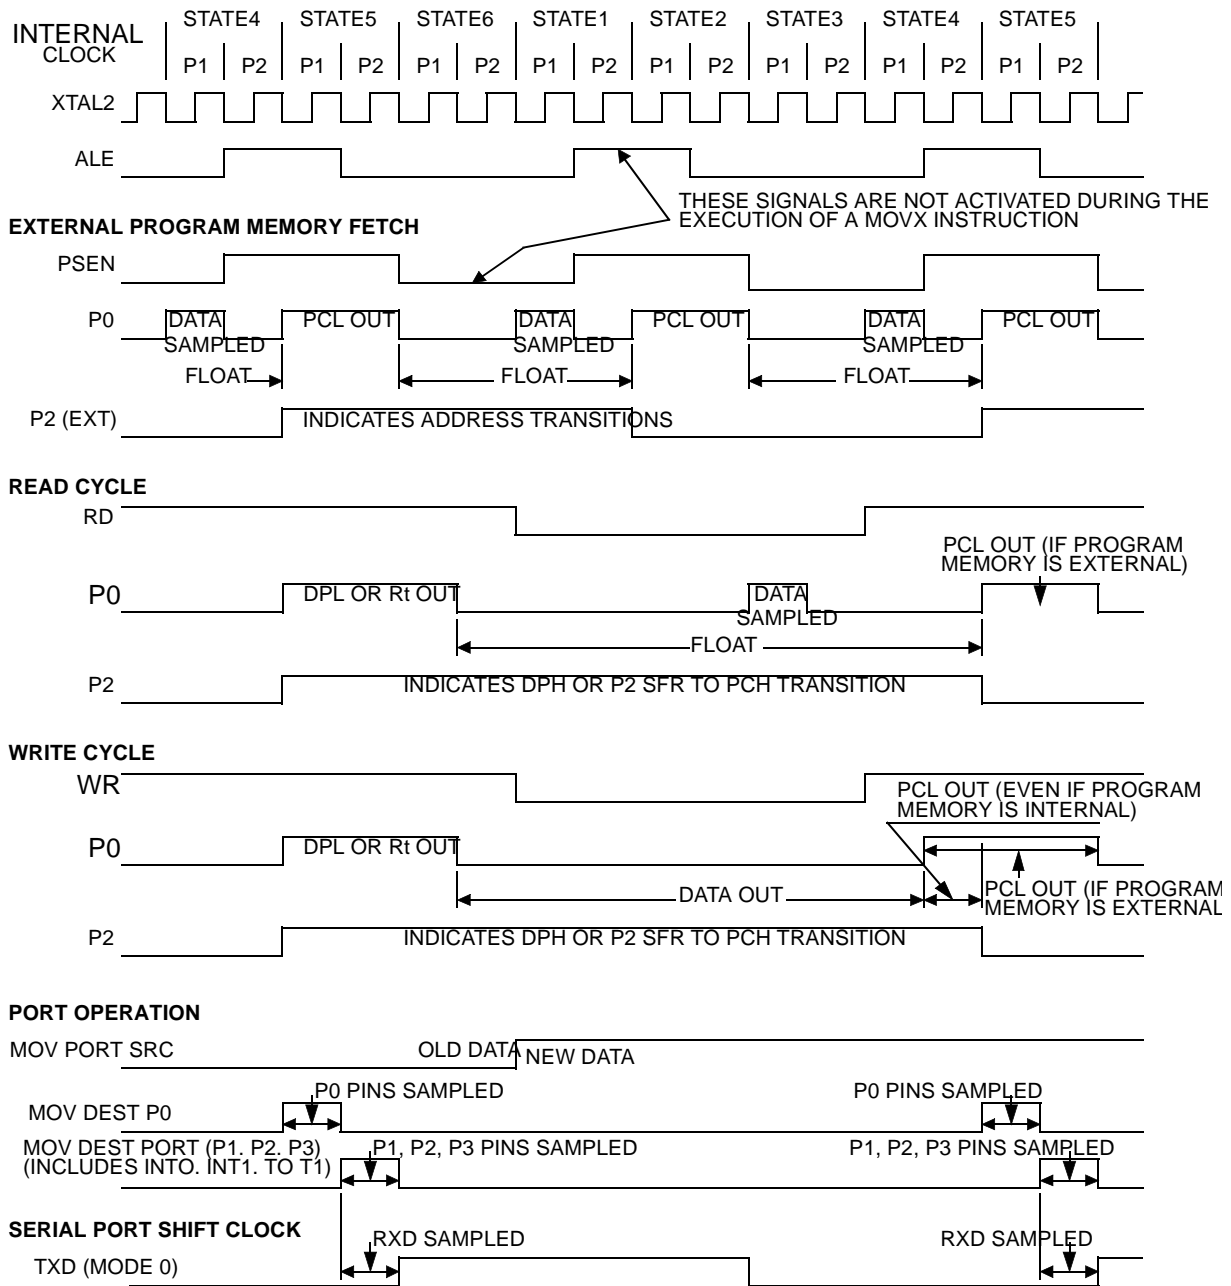 INTERNAL CLOCK
STATE4 STATE5 STATE6 STATE1 STATE2 STATE3 STATE4 STATE5
P1 P2 P1 P2 P1 P2 P1 P2 P1 P2 P1 P2 P1 P2 P1 P2
XTAL2
ALE
THESE SIGNALS ARE NOT ACTIVATED DURING THE
EXECUTION OF A MOVX INSTRUCTION
EXTERNAL PROGRAM MEMORY FETCH
PSEN
P0 DATA PCL OUT DATA PCL OUT DATA PCL OUT
SAMPLED SAMPLED SAMPLED
FLOAT FLOAT FLOAT
P2 (EXT) INDICATES ADDRESS TRANSITIONS
READ CYCLE
RD
PCL OUT (IF PROGRAM
MEMORY IS EXTERNAL)
P0 DPL OR Rt OUT DATA
SAMPLED
FLOAT
P2 INDICATES DPH OR P2 SFR TO PCH TRANSITION
WRITE CYCLE
WR
PCL OUT (EVEN IF PROGRAM
MEMORY IS INTERNAL)
P0 DPL OR Rt OUT
DATA OUT PCL OUT (IF PROGRAM
MEMORY IS EXTERNAL
P2 INDICATES DPH OR P2 SFR TO PCH TRANSITION
PORT OPERATION
MOV PORT SRC OLD DATA NEW DATA
P0 PINS SAMPLED P0 PINS SAMPLED
MOV DEST P0
MOV DEST PORT (P1. P2. P3) P1, P2, P3 PINS SAMPLED P1, P2, P3 PINS SAMPLED
(INCLUDES INTO. INT1. TO T1)
SERIAL PORT SHIFT CLOCK
RXD SAMPLED RXD SAMPLED
TXD (MODE 0)